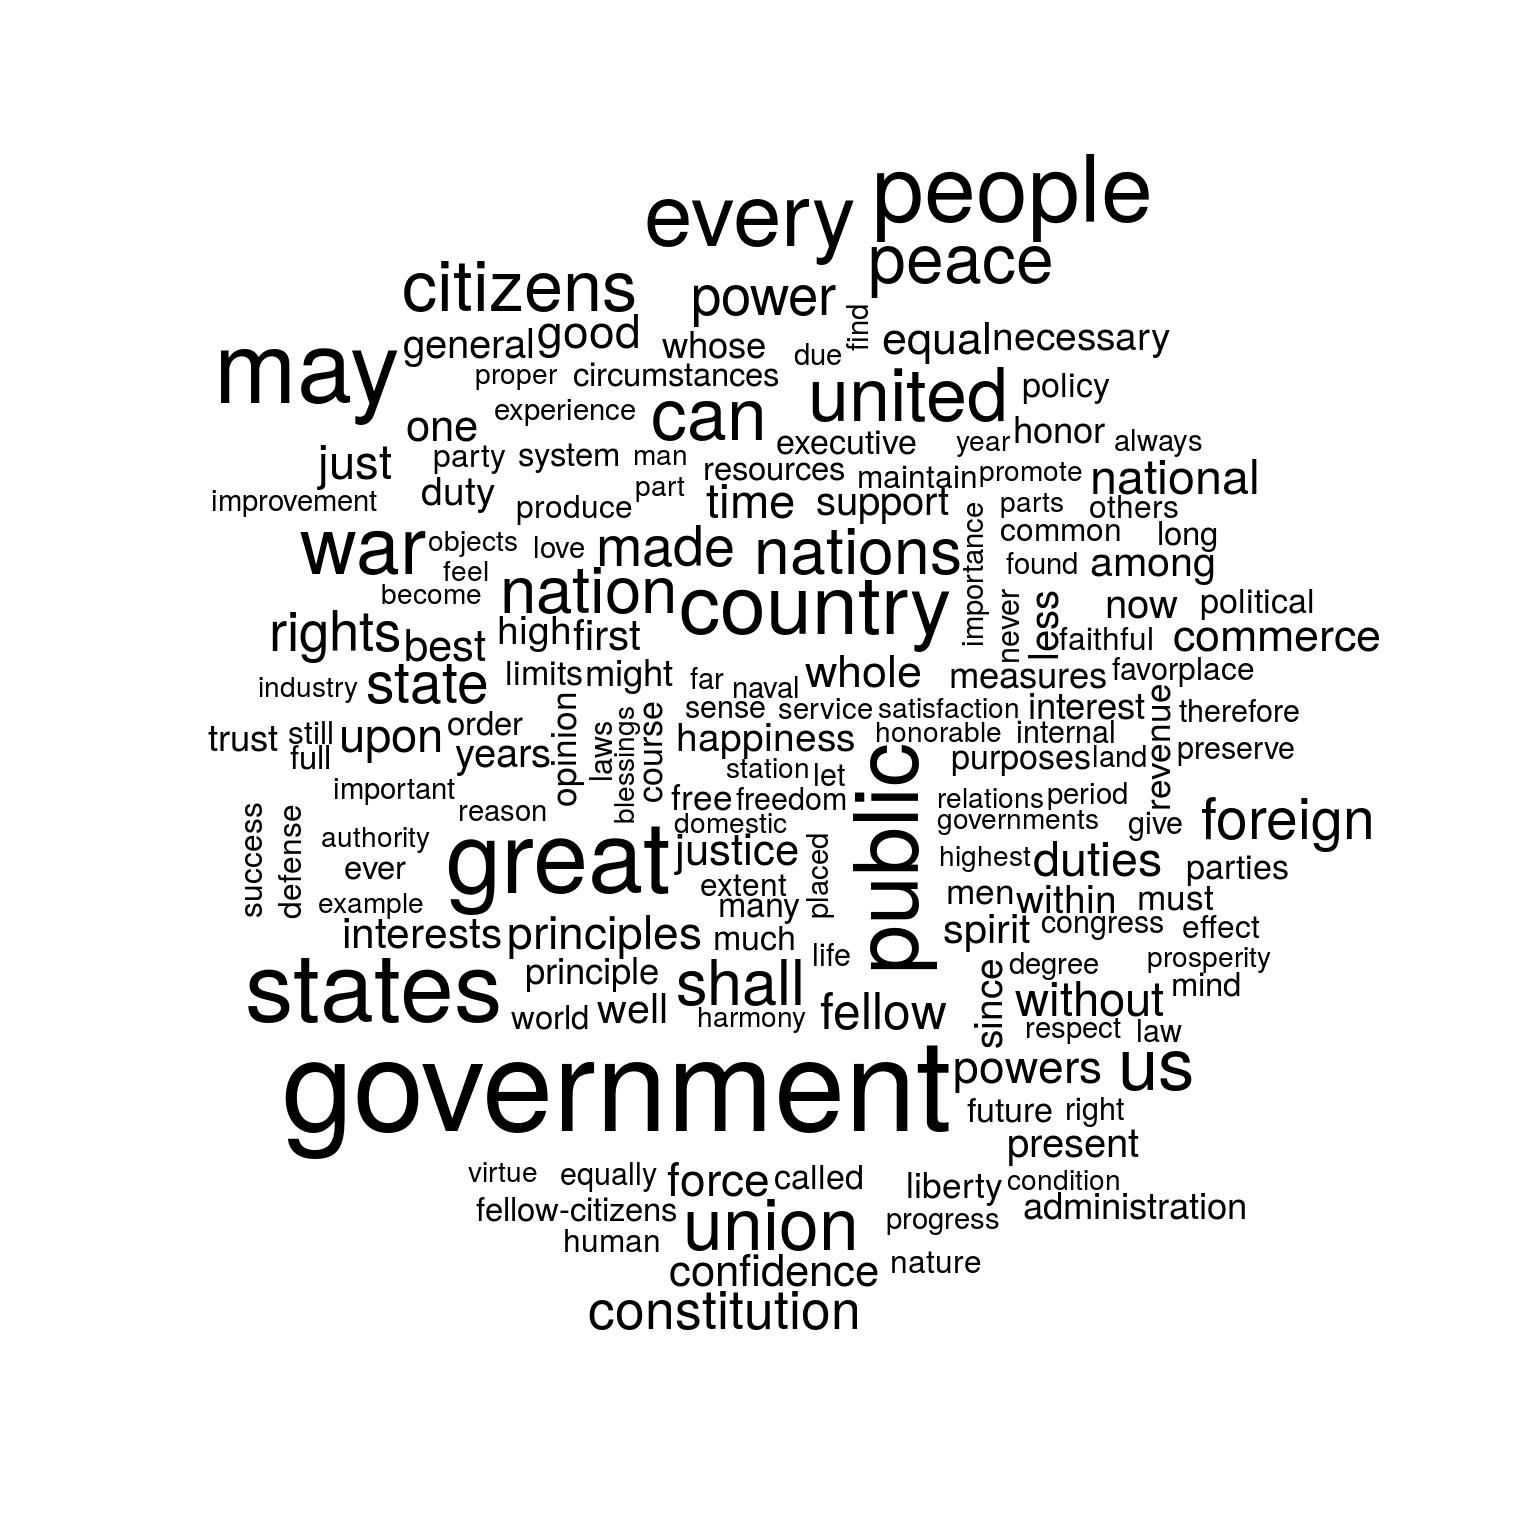 people
every
peace
citizens
power
find
general good whose due equal necessary
may
proper circumstances
united policy
experience can
one executive year honor always
just party system man resources maintain promote national
improvement duty produce part time support parts others
importance common long
war objects love made nations found among
feel
become nation country never less now political
rights best high first faithful commerce
industry state limits might far naval whole measures favor place
sense service satisfaction interest revenue therefore
trust still upon order opinion laws blessings course happiness honorable internal
full years public purposes land preserve
station let
important reason free freedom relations period
success defense domestic governments give foreign
authority great justice placed highest duties parties
ever extent
example many men within must
interests principles much spirit congress effect
life degree prosperity
states principle shall since without mind
world well harmony fellow respect law
government powers us
future right
present
virtue equally force called liberty condition
fellow-citizens union progress administration
human
confidence nature
constitution